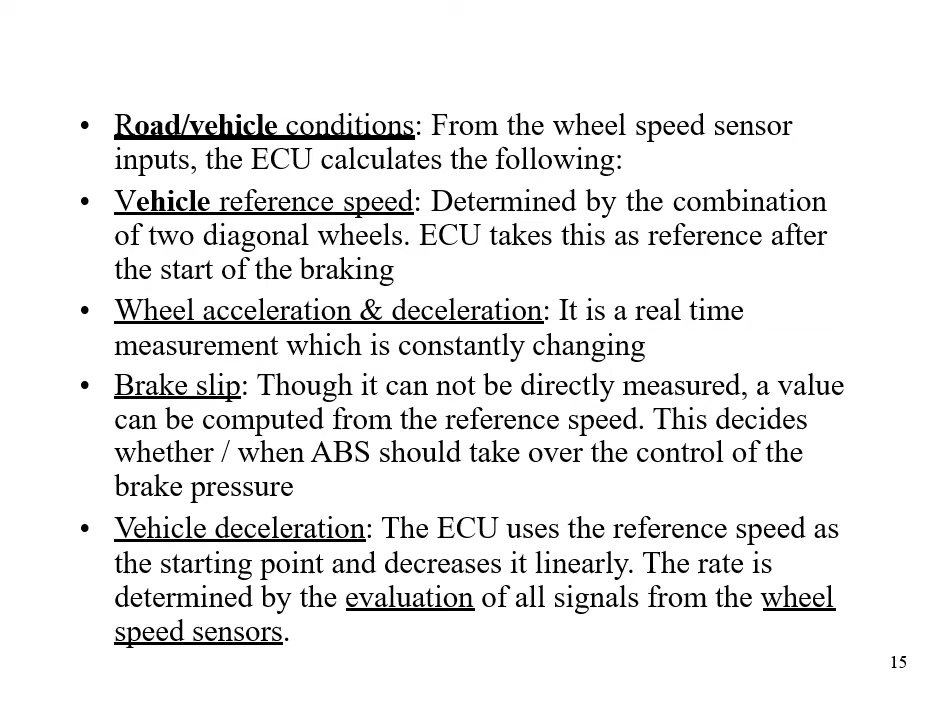 • Road/vehicle conditions: From the wheel speed sensor
inputs, the ECU calculates the following:
• Vehicle reference speed: Determined by the combination
of two diagonal wheels. ECU takes this as reference after
the start of the braking
• Wheel acceleration & deceleration: It is a real time
measurement which is constantly changing
• Brake slip: Though it can not be directly measured, a value
can be computed from the reference speed. This decides
whether / when ABS should take over the control of the
brake pressure
• Vehicle deceleration: The ECU uses the reference speed as
the starting point and decreases it linearly. The rate is
determined by the evaluation of all signals from the wheel
speed sensors.
15